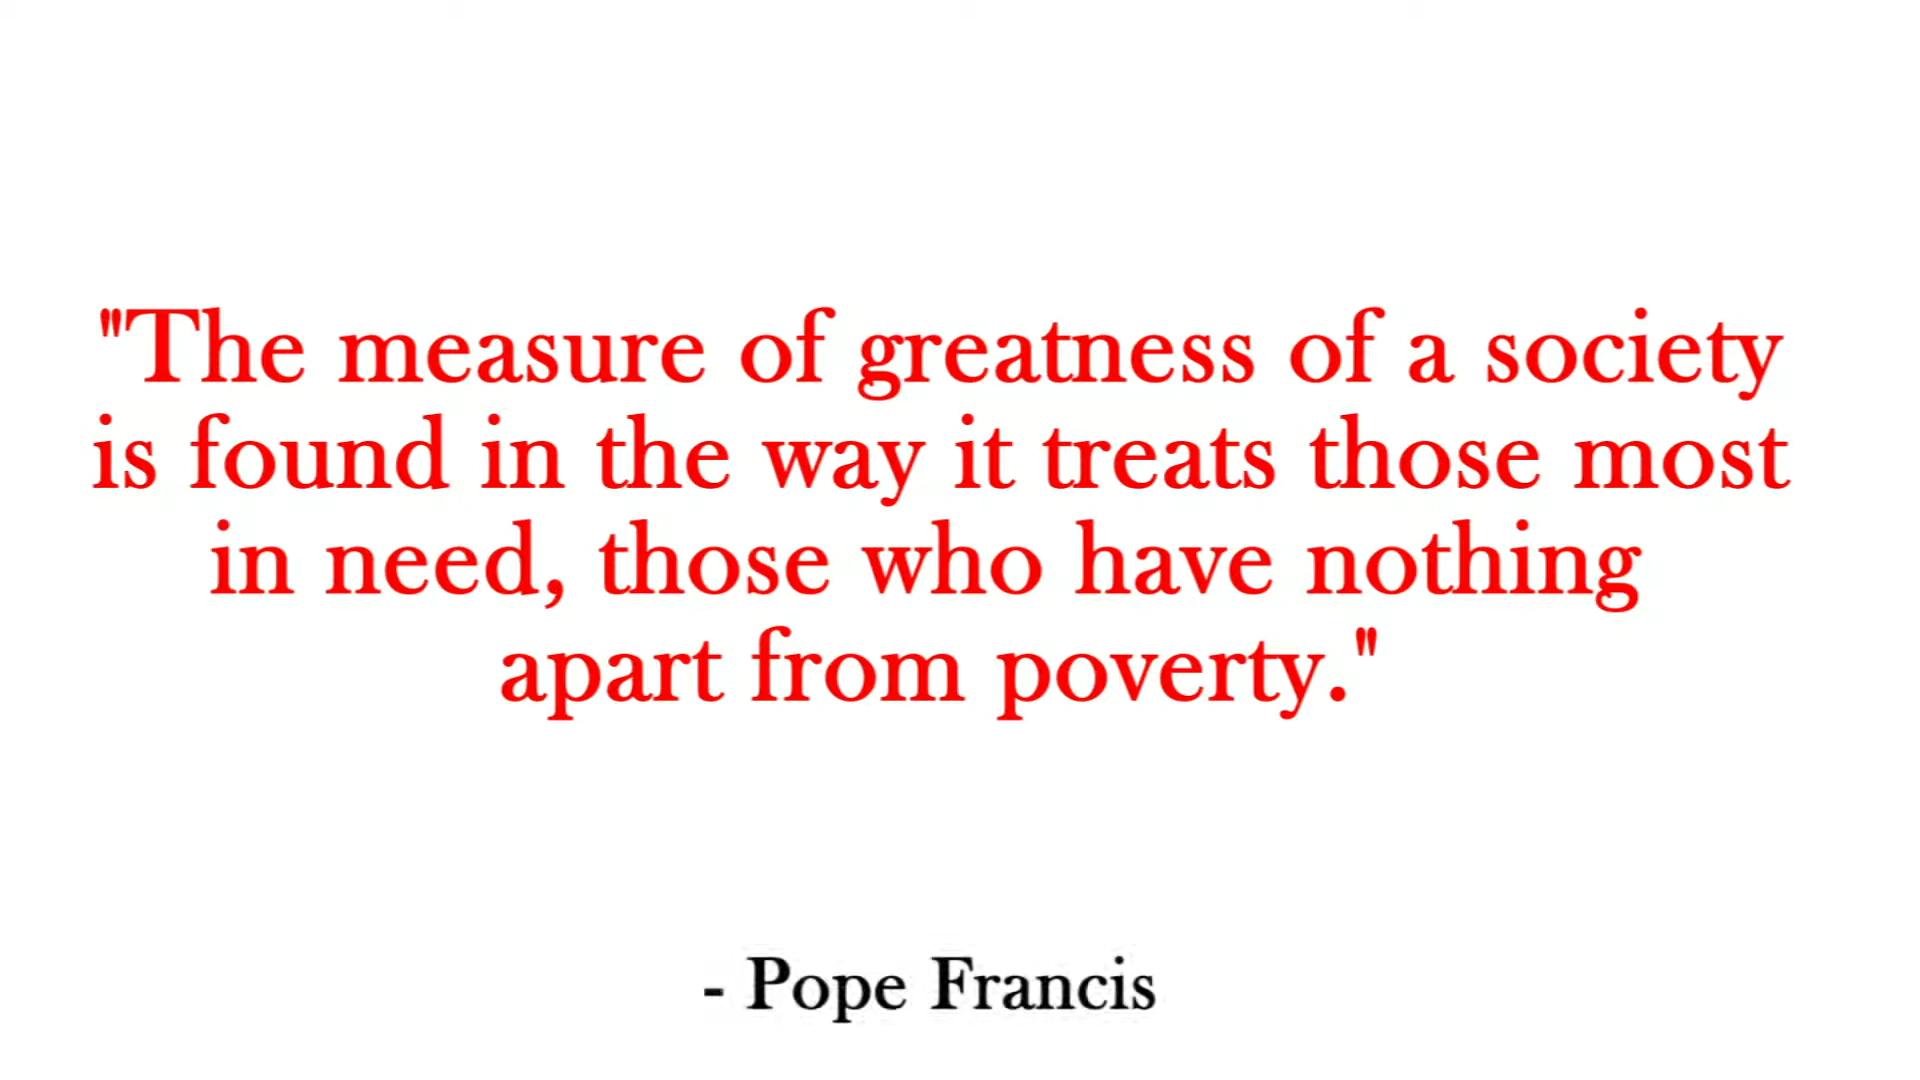 "The measure of greatness of a society
is found in the way it treats those most
in need, those who have nothing
apart from poverty."
- Pope Francis